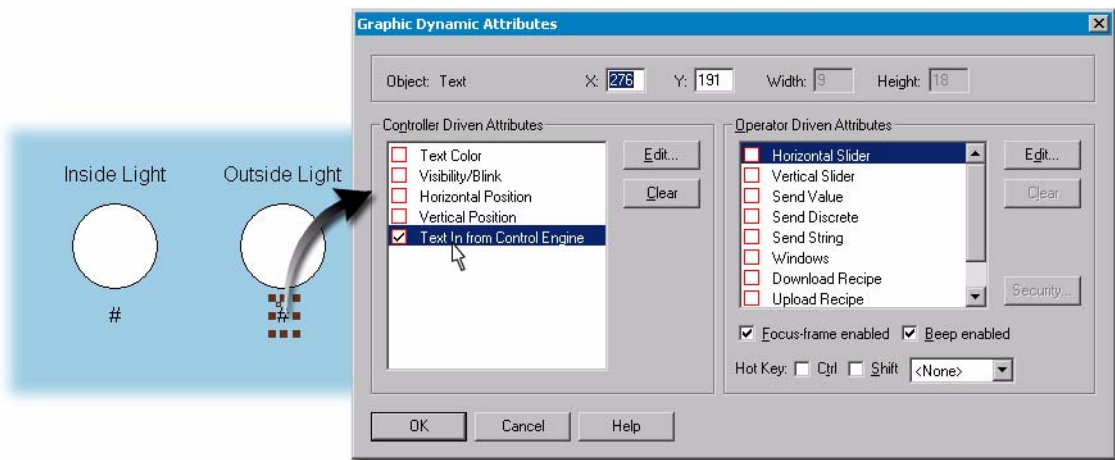 Graphic Dynamic Attributes
Object: Text X: 276 Y: 191 Width: 9 Height: 18
Inside Light Outside Light
#
#
Controller Driven Attributes
Text Color
Visibility/Blink
Horizontal Position
Vertical Position
Text In from Control Engine
Edit...
Clear
Operator Driven Attributes
Horizontal Slider
Vertical Slider
Send Value
Send Discrete
Send String
Windows
Download Recipe
Upload Recipe
Edit...
Clear
Security...
Focus-frame enabled Beep enabled
Hot Key: Ctrl Shift <None>
OK Cancel Help